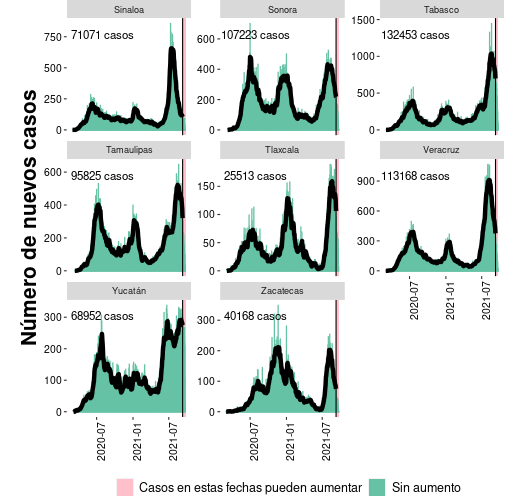 Sinaloa Sonora Tabasco
71071 casos 107223 casos 132453 casos
750
500
250
0
600
400
200
0
1500
1000
500
0
Tamaulipas Tlaxcala Veracruz
95825 casos 25513 casos 113168 casos
600
400
200
0
150
100
50
0
900
600
300
0
Yucatán Zacatecas
68952 casos 40168 casos
300
200
100
0
300
200
100
0
2020-07 2021-01 2021-07
2020-07 2021-01 2021-07
2020-07 2021-01 2021-07
Número de nuevos casos
Casos en estas fechas pueden aumentar Sin aumento